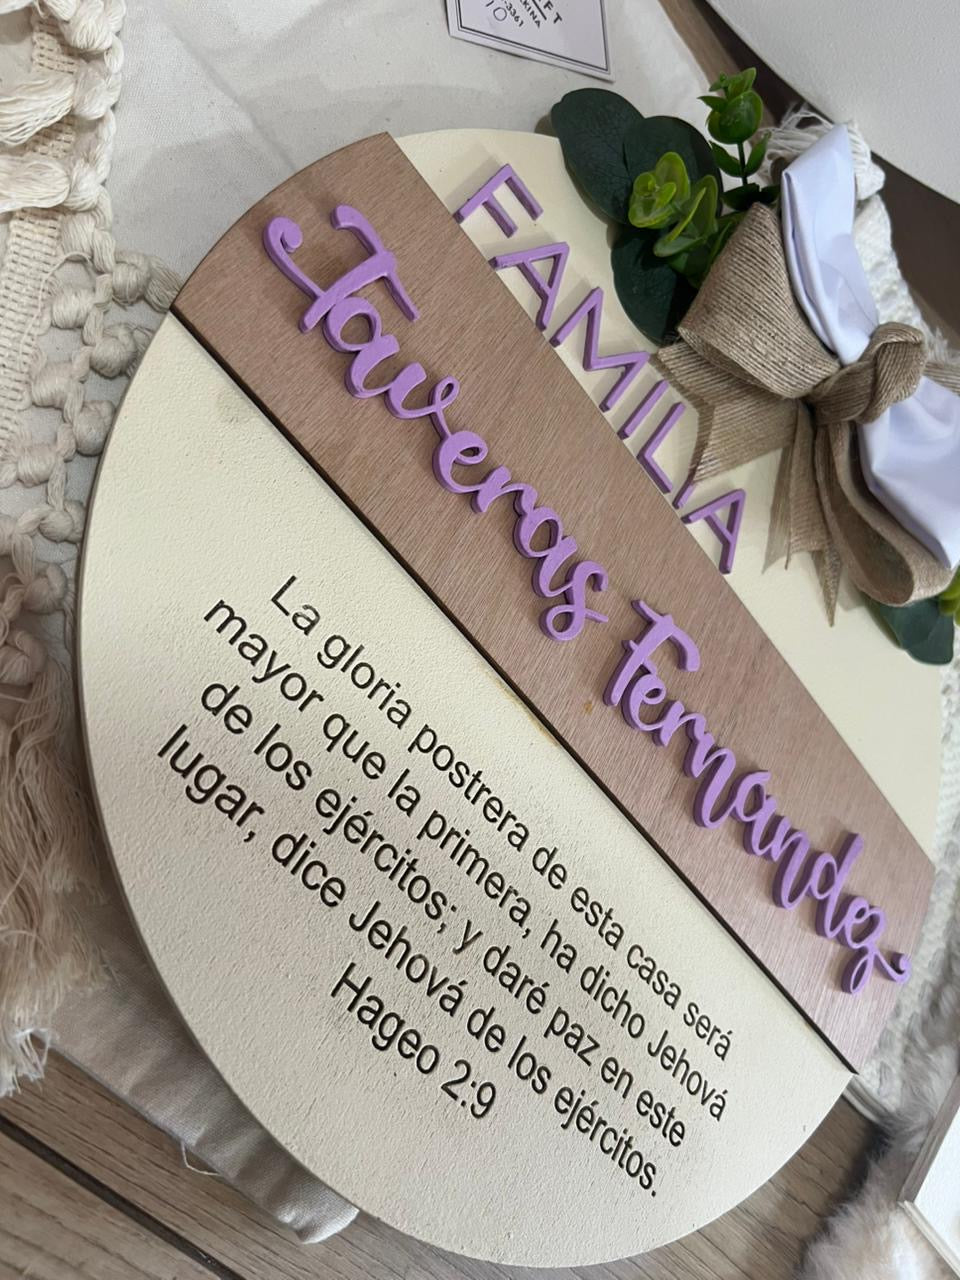 FAMILIA
Taveras Fernandez
La gloria postrera de esta casa será
mayor que la primera, ha dicho Jehová
de los ejércitos; y daré paz en este
lugar, dice Jehová de los ejércitos.
Hageo 2:9